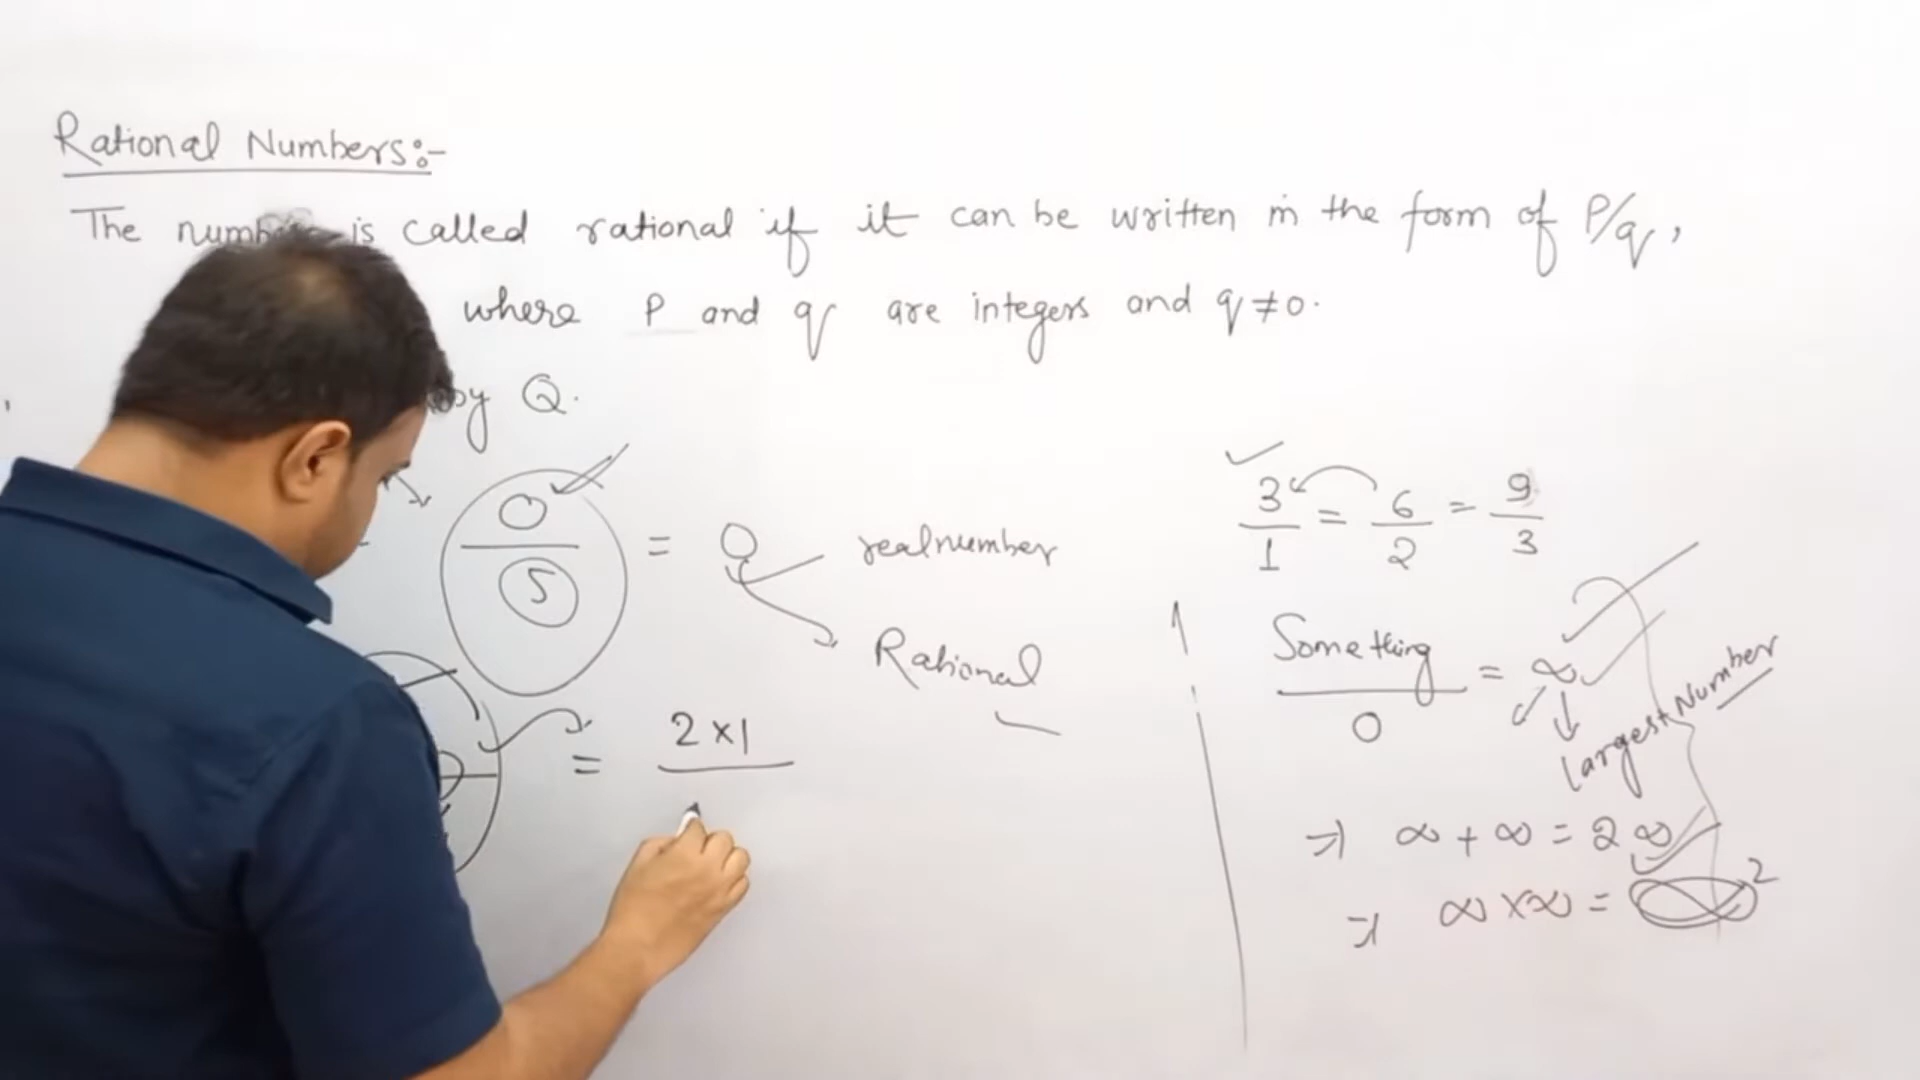 Rational Numbers:-
The number is called rational if it can be written in the form of P/q,
where P and q are integers and q ≠ 0.
by Q.
0/5 = 0 realnumber
Rational
3/1 = 6/2 = 9/3
Something/0 = ∞
Largest Number
= 2×1
⇒ ∞ + ∞ = 2∞
⇒ ∞ × ∞ = ∞²